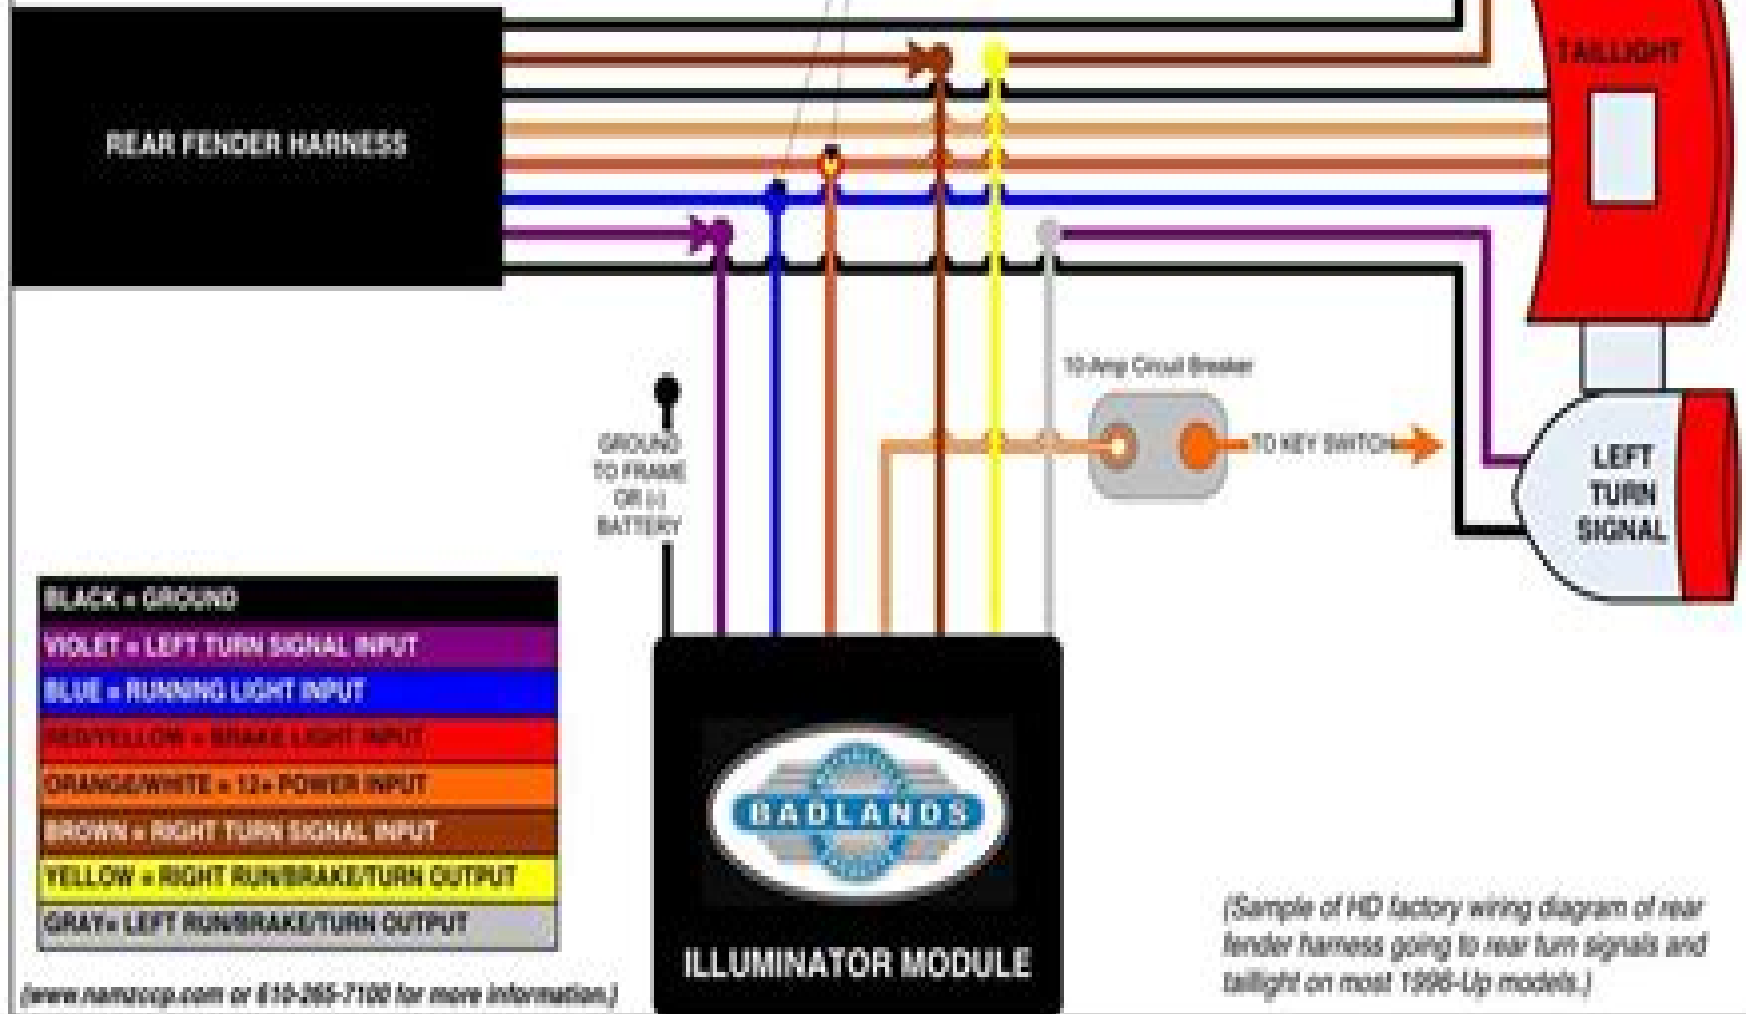 TAILLIGHT
REAR FENDER HARNESS
10 Amp Circuit Breaker
GROUND
TO FRAME
OR (-)
BATTERY
TO KEY SWITCH
LEFT
TURN
SIGNAL
BLACK = GROUND
VIOLET = LEFT TURN SIGNAL INPUT
BLUE = RUNNING LIGHT INPUT
RED/YELLOW = BRAKE LIGHT INPUT
ORANGE/WHITE = 12+ POWER INPUT
BROWN = RIGHT TURN SIGNAL INPUT
YELLOW = RIGHT RUN/BRAKE/TURN OUTPUT
GRAY= LEFT RUN/BRAKE/TURN OUTPUT
(www.namzccp.com or 610-265-7100 for more information.)
BADLANDS
ILLUMINATOR MODULE
(Sample of HD factory wiring diagram of rear
fender harness going to rear turn signals and
taillight on most 1996-Up models.)